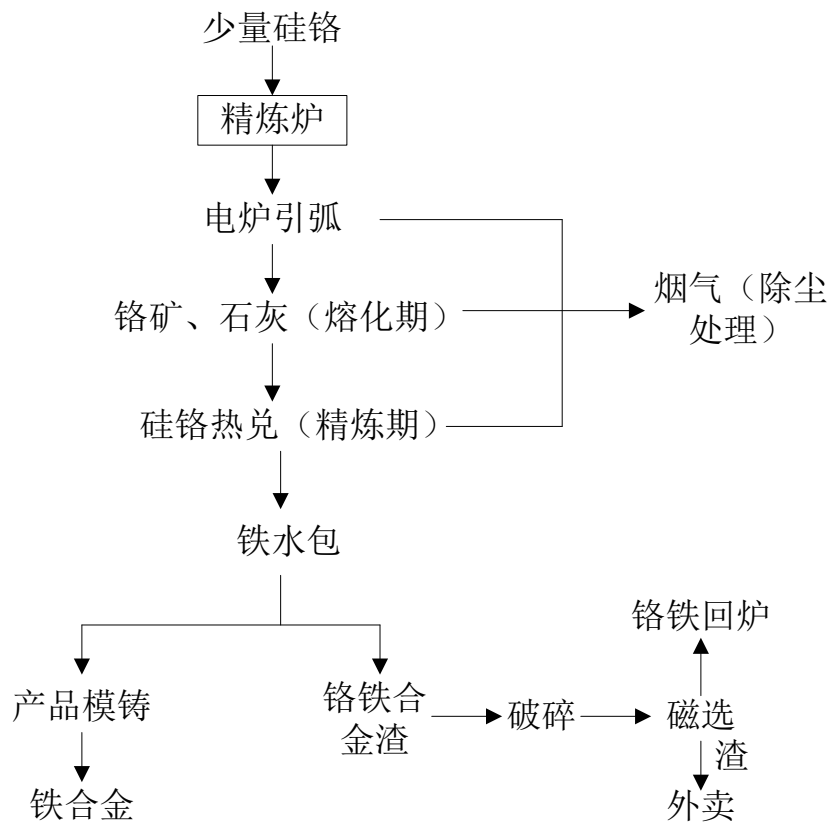 少量硅铬
精炼炉
电炉引弧
烟气（除尘
处理）
铬矿、石灰（熔化期）
硅铬热兑（精炼期）
铁水包
铬铁回炉
产品模铸
铬铁合
金渣
破碎
磁选
渣
铁合金
外卖